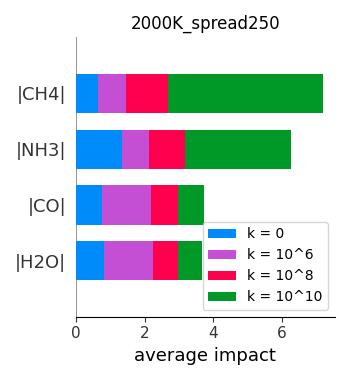 2000K_spread250
|CH4|
|NH3|
|CO|
|H2O|
k = 0
k = 10^6
k = 10^8
k = 10^10
0 2 4 6
average impact